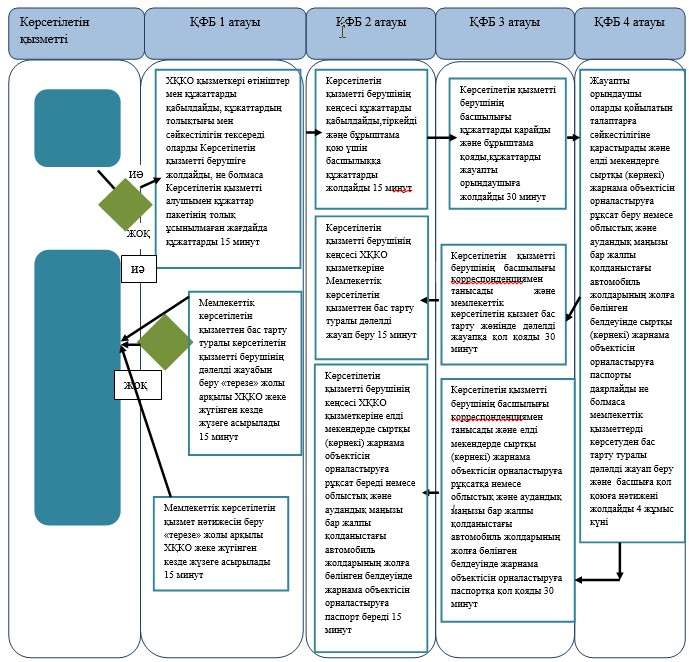 Көрсетілетін
қызметті
ҚФБ 1 атауы
ҚФБ 2 атауы
ҚФБ 3 атауы
ҚФБ 4 атауы
ИӘ
ЖОҚ
ИӘ
ЖОҚ
ХҚКО қызметкері өтініштер
мен құжаттарды
қабылдайды, құжаттардың
толықтығы мен
сәйкестілігін тексереді
оларды Көрсетілетін
қызметті берушіге
жолдайды, не болмаса
Көрсетілетін қызметті
алушымен құжаттар
пакетінің толық
ұсынылмаған жағдайда
құжаттарды 15 минут
Мемлекеттік
көрсетілетін
қызметтен бас тарту
туралы көрсетілетін
қызметті берушінің
дәлелді жауабын
беру «терезе» жолы
арқылы ХҚКО жеке
жүгінген кезде
жүзеге асырылады
15 минут
Мемлекеттік көрсетілетін
қызмет нәтижесін беру
«терезе» жолы арқылы
ХҚКО жеке жүгінген
кезде жүзеге асырылады
15 минут
Көрсетілетін
қызметті берушінің
кеңсесі құжаттарды
қабылдайды,тіркейді
және бұрыштама
қою үшін
басшылыққа
құжаттарды
жолдайды 15 минут
Көрсетілетін
қызметті берушінің
кеңсесі ХҚКО
қызметкеріне
Мемлекеттік
көрсетілетін
қызметтен бас тарту
туралы дәлелді
жауап беру 15 минут
Көрсетілетін
қызметті берушінің
кеңсесі ХҚКО
қызметкеріне елді
мекендерде сыртқы
(көрнекі) жарнама
объектісін
орналастыруға
рұқсат береді немесе
облыстық және
аудандық маңызы
бар жалпы
қолданыстағы
автомобиль
жолдарының жолға
бөлінген белдеуінде
жарнама объектісін
орналастыруға
паспорт береді 15
минут
Көрсетілетін қызметті
берушінің
басшылығы
құжаттарды қарайды
және бұрыштама
қояды,құжаттарды
жауапты
орындаушыға
жолдайды 30 минут
Көрсетілетін қызметті
берушінің басшылығы
корреспонденциямен
танысады және
мемлекеттік
көрсетілетін қызмет бас
тарту жөнінде дәлелді
жауапқа қол қояды 30
минут
Көрсетілетін қызметті
берушінің басшылығы
корреспонденциямен
танысады және елді
мекендерде сыртқы
(көрнекі) жарнама
объектісін орналастыруға
рұқсатқа немесе
облыстық және аудандық
маңызы бар жалпы
қолданыстағы
автомобиль жолдарының
жолға бөлінген
белдеуінде жарнама
объектісін орналастыруға
паспортқа қол қояды 30
минут
Жауапты
орындаушы
оларды қойылатын
талаптарға
сәйкестілігіне
қарастырады және
елді мекендерге
сыртқы (көрнекі)
жарнама объектісін
орналастыруға
рұқсат беру немесе
облыстық және
аудандық маңызы
бар жалпы
қолданыстағы
автомобиль
жолдарының жолға
бөлінген
белдеуінде сыртқы
(көрнекі) жарнама
объектісін
орналастыруға
паспорты
даярлайды не
болмаса
мемлекеттік
қызметтерді
көрсетуден бас
тарту туралы
дәлелді жауап беру
және басшыға қол
қоюға нәтижені
жолдайды 4 жұмыс
күні